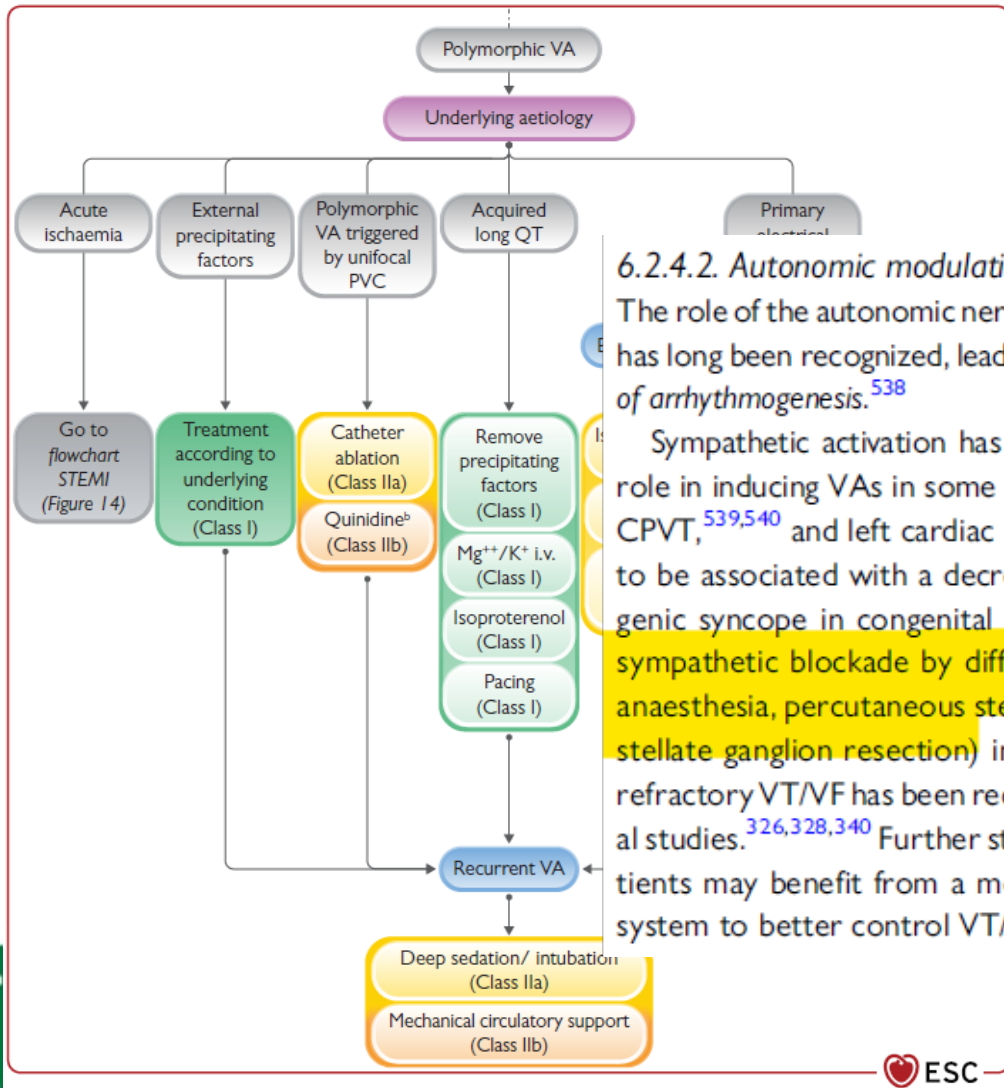 Polymorphic VA
Underlying aetiology
Acute
ischaemia
External
precipitating
factors
Polymorphic
VA triggered
by unifocal
PVC
Acquired
long QT
Primary
Go to
flowchart
STEMI
(Figure 14)
Treatment
according to
underlying
condition
(Class I)
Catheter
ablation
(Class IIa)
Quinidineᵇ
(Class IIb)
Remove
precipitating
factors
(Class I)
Mg⁺⁺/K⁺ i.v.
(Class I)
Isoproterenol
(Class I)
Pacing
(Class I)
Recurrent VA
Deep sedation/ intubation
(Class IIa)
Mechanical circulatory support
(Class IIb)
6.2.4.2. Autonomic modulati
The role of the autonomic ner
has long been recognized, lead
of arrhythmogenesis.⁵³⁸
Sympathetic activation has
role in inducing VAs in some
CPVT,⁵³⁹,⁵⁴⁰ and left cardiac
to be associated with a decr
genic syncope in congenital
sympathetic blockade by diff
anaesthesia, percutaneous ste
stellate ganglion resection) in
refractory VT/VF has been re
al studies.³²⁶,³²⁸,³⁴⁰ Further st
tients may benefit from a m
system to better control VT/
ESC